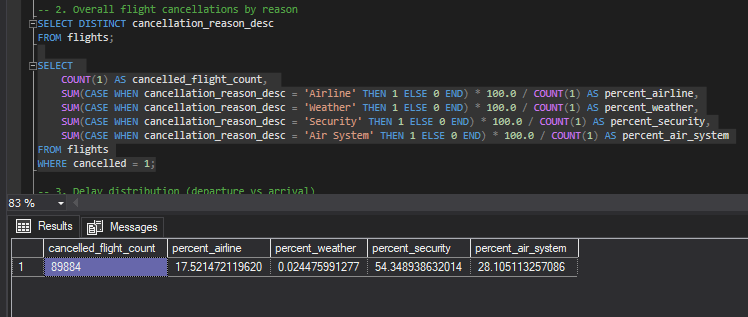 -- 2. Overall flight cancellations by reason
SELECT DISTINCT cancellation_reason_desc
FROM flights;
SELECT
COUNT(1) AS cancelled_flight_count,
SUM(CASE WHEN cancellation_reason_desc = 'Airline' THEN 1 ELSE 0 END) * 100.0 / COUNT(1) AS percent_airline,
SUM(CASE WHEN cancellation_reason_desc = 'Weather' THEN 1 ELSE 0 END) * 100.0 / COUNT(1) AS percent_weather,
SUM(CASE WHEN cancellation_reason_desc = 'Security' THEN 1 ELSE 0 END) * 100.0 / COUNT(1) AS percent_security,
SUM(CASE WHEN cancellation_reason_desc = 'Air System' THEN 1 ELSE 0 END) * 100.0 / COUNT(1) AS percent_air_system
FROM flights
WHERE cancelled = 1;
-- 3. Delay distribution (departure vs arrival)
83 %
Results Messages
cancelled_flight_count percent_airline percent_weather percent_security percent_air_system
1 89884 17.521472119620 0.024475991277 54.348938632014 28.105113257086